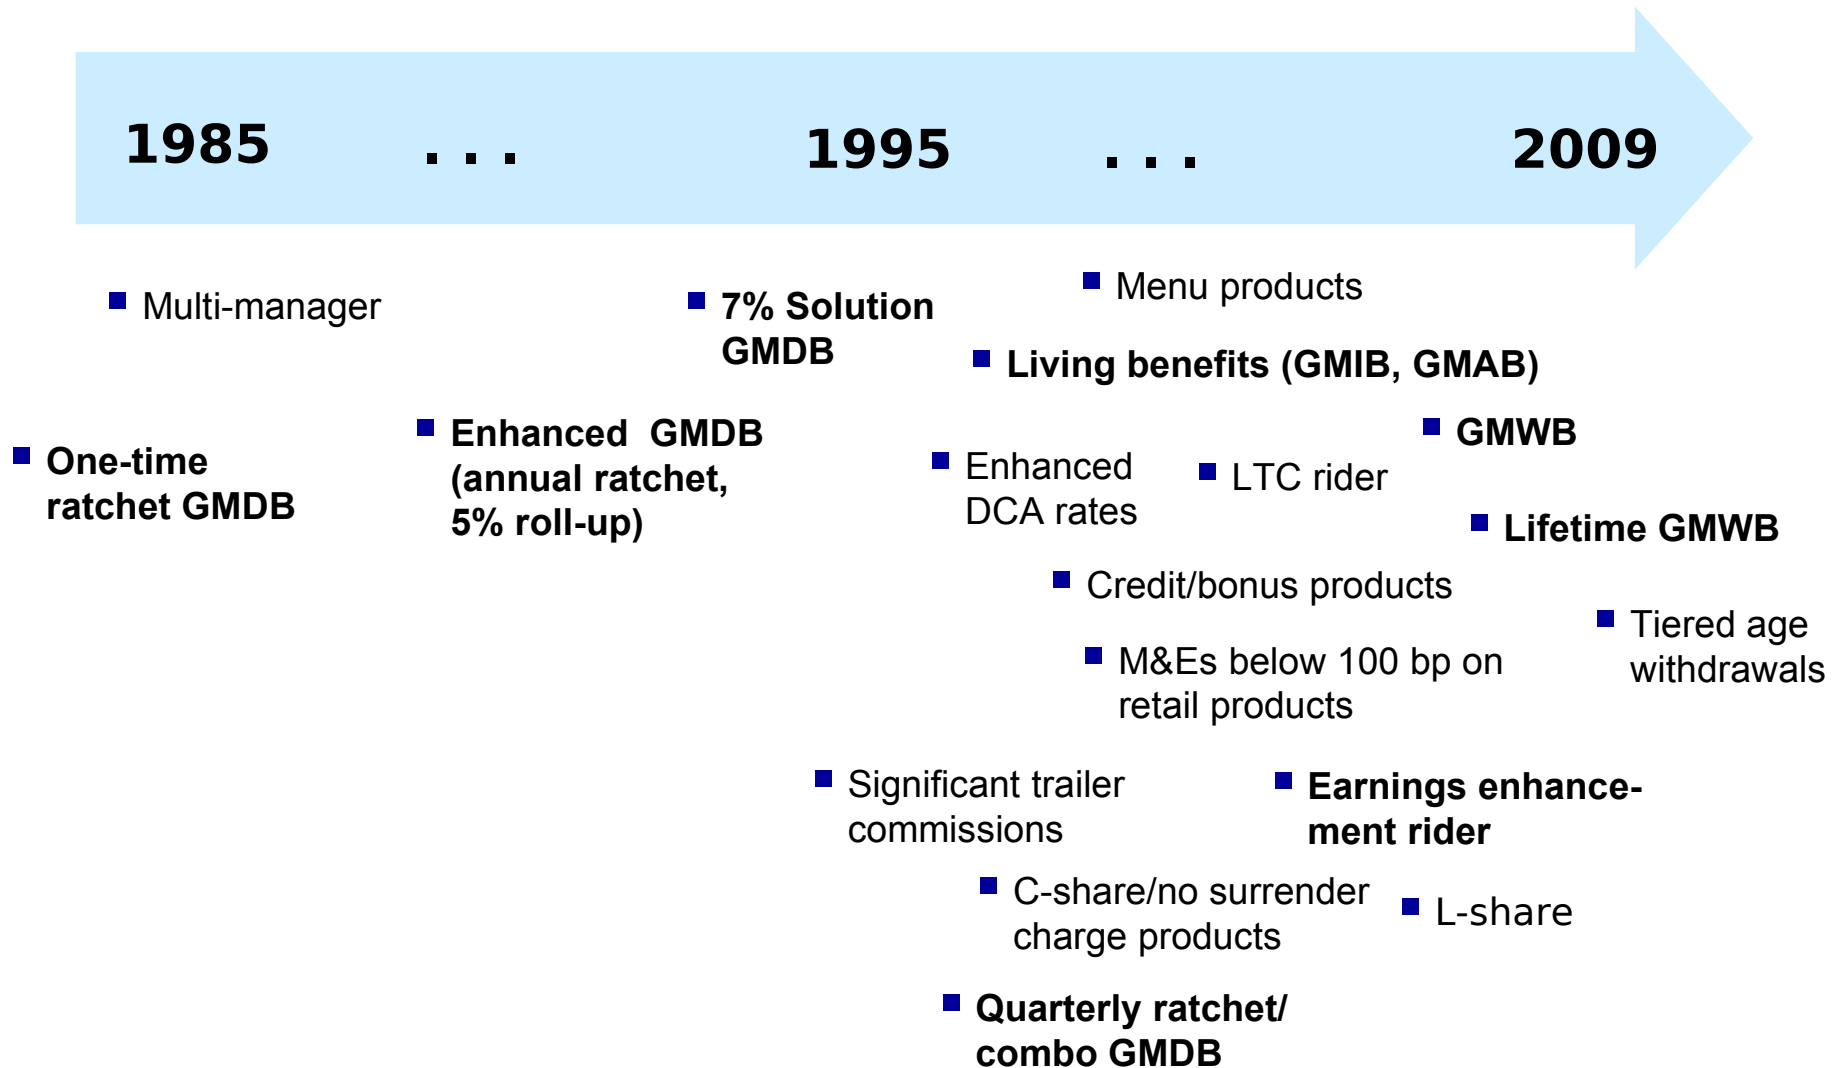 1985 . . . 1995 . . . 2009
Menu products
Multi-manager
7% Solution
GMDB
Living benefits (GMIB, GMAB)
One-time
ratchet GMDB
Enhanced GMDB
(annual ratchet,
5% roll-up)
GMWB
Enhanced
DCA rates
LTC rider
Lifetime GMWB
Credit/bonus products
Tiered age
withdrawals
M&Es below 100 bp on
retail products
Significant trailer
commissions
Earnings enhance-
ment rider
C-share/no surrender
charge products
L-share
Quarterly ratchet/
combo GMDB